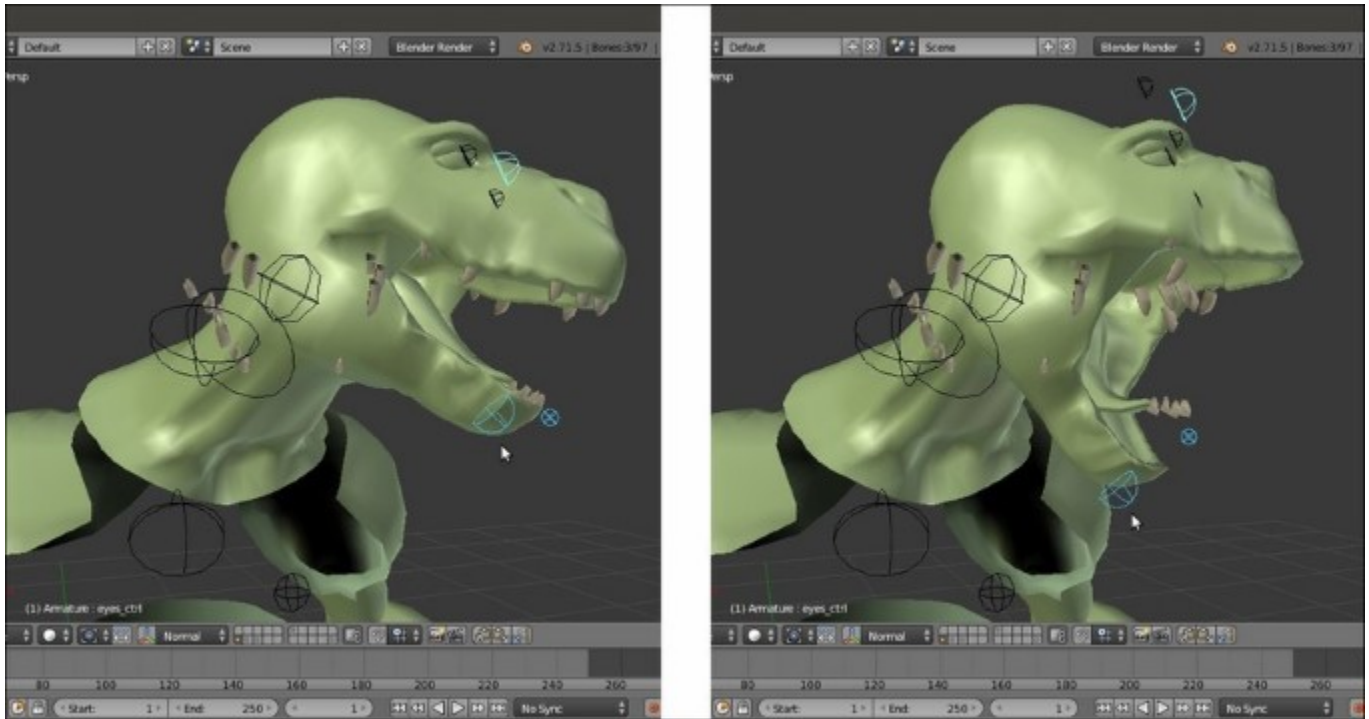 Default Scene Blender Render v2.71.5 | Bones:3/97 |
ersp
(1) Armature : eyes_ctrl
Normal
80 100 120 140 160 180 200 220 240 260
Start: 1 End: 250 1 No Sync
Default Scene Blender Render v2.71.5 | Bones:3/97
ersp
(1) Armature : eyes_ctrl
Normal
80 100 120 140 160 180 200 220 240 260
Start: 1 End: 250 1 No Sync